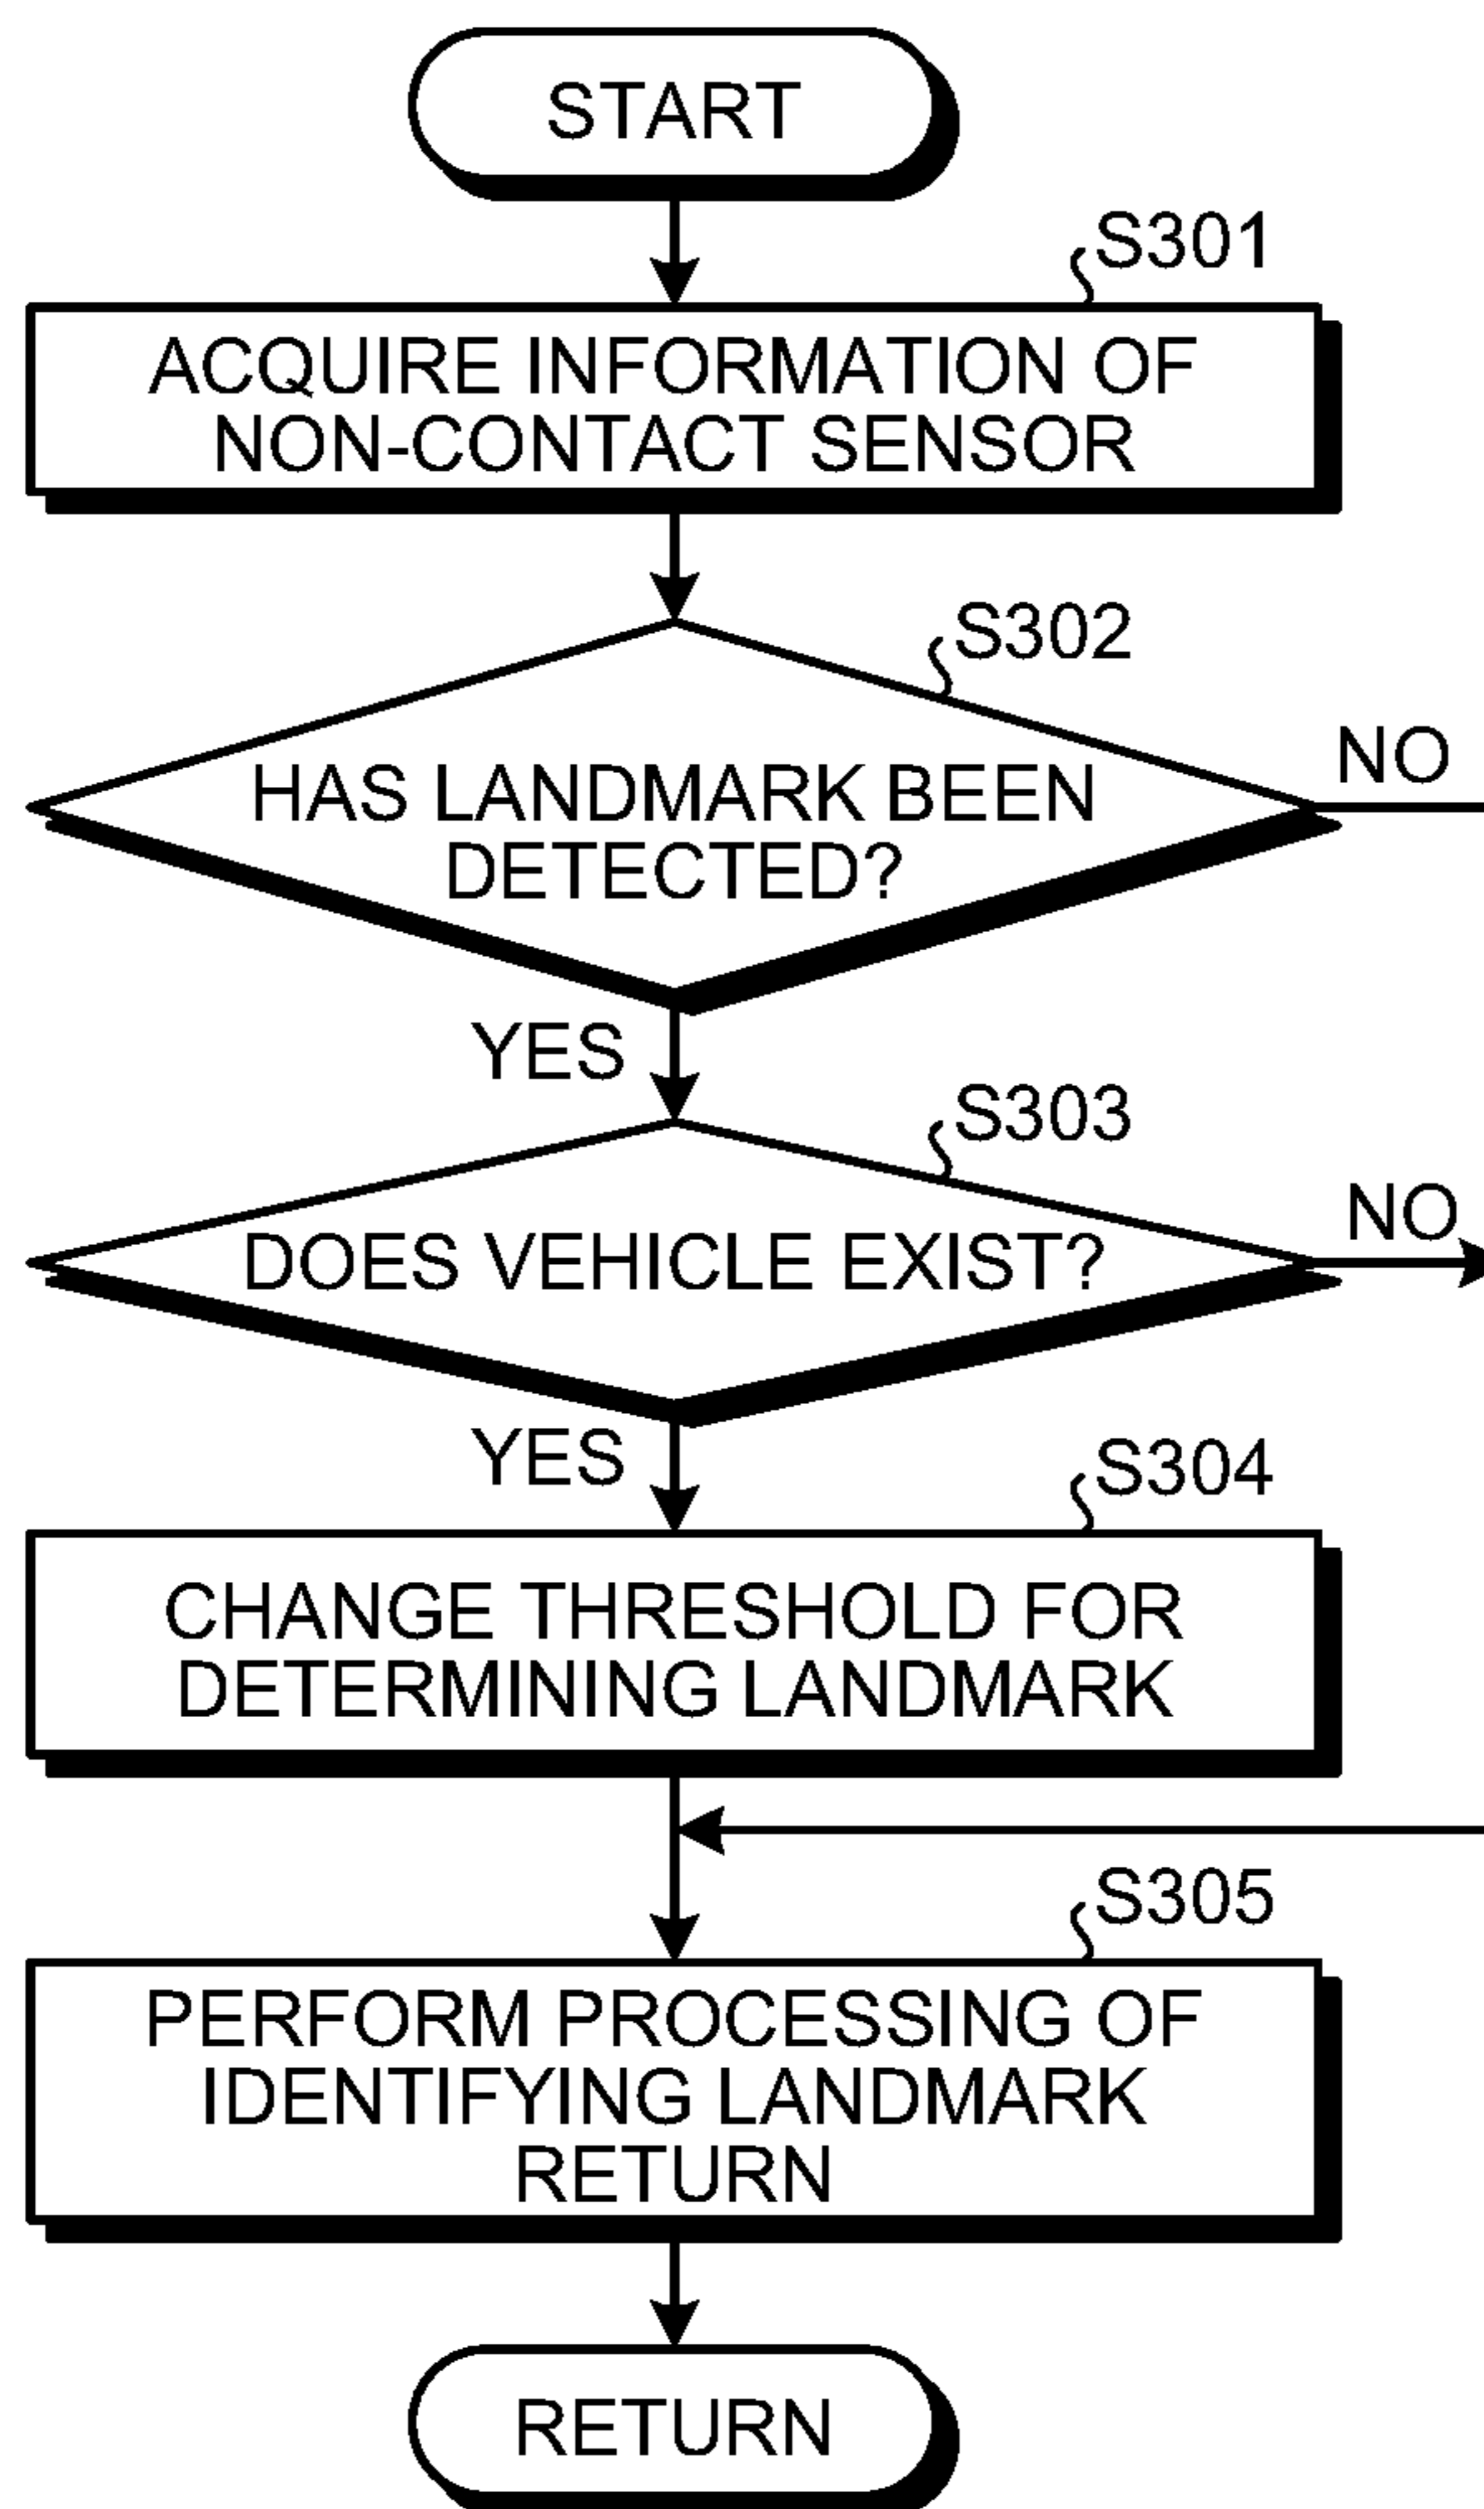 START
S301
ACQUIRE INFORMATION OF
NON-CONTACT SENSOR
S302
NO
HAS LANDMARK BEEN
DETECTED?
YES
S303
NO
DOES VEHICLE EXIST?
YES
S304
CHANGE THRESHOLD FOR
DETERMINING LANDMARK
S305
PERFORM PROCESSING OF
IDENTIFYING LANDMARK
RETURN
RETURN